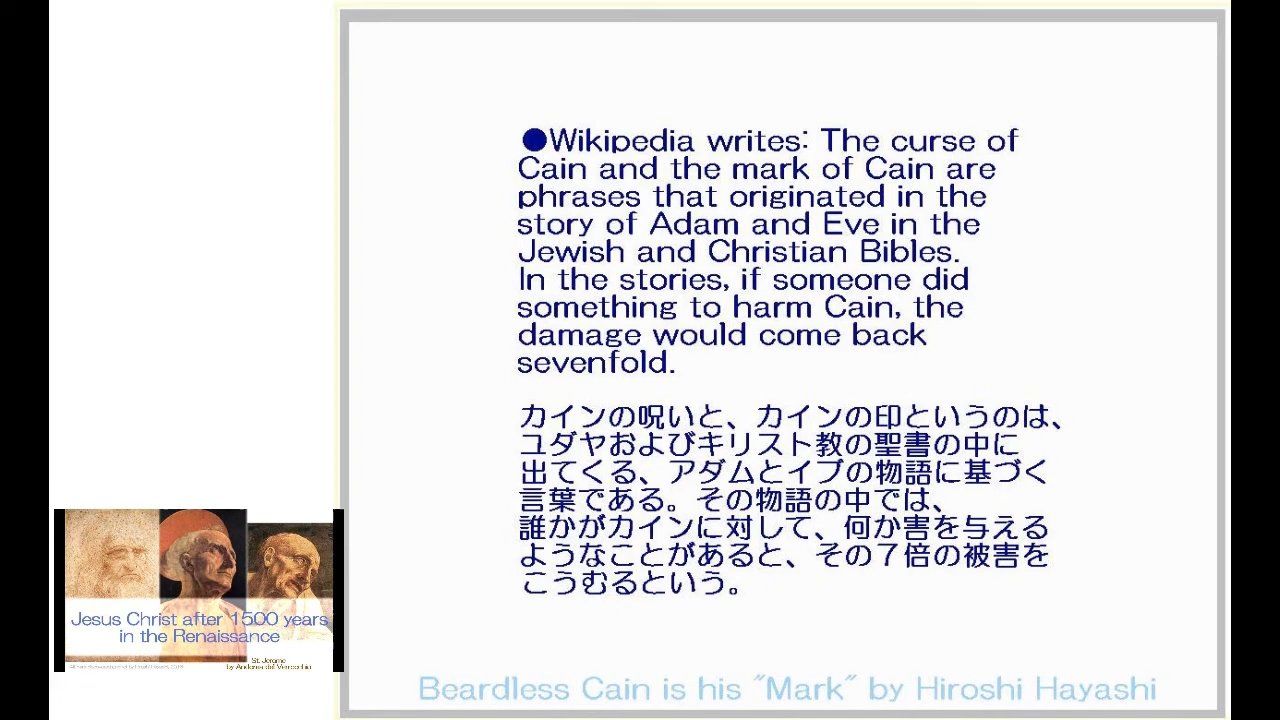 ●Wikipedia writes: The curse of
Cain and the mark of Cain are
phrases that originated in the
story of Adam and Eve in the
Jewish and Christian Bibles.
In the stories, if someone did
something to harm Cain, the
damage would come back
sevenfold.
カインの呪いと、カインの印というのは、
ユダヤおよびキリスト教の聖書の中に
出てくる、アダムとイブの物語に基づく
言葉である。その物語の中では、
誰かがカインに対して、何か害を与える
ようなことがあると、その７倍の被害を
こうむるという。
Jesus Christ after 1500 years
in the Renaissance
St. Jerome
by Andorea del Verrocchio
Beardless Cain is his "Mark" by Hiroshi Hayashi